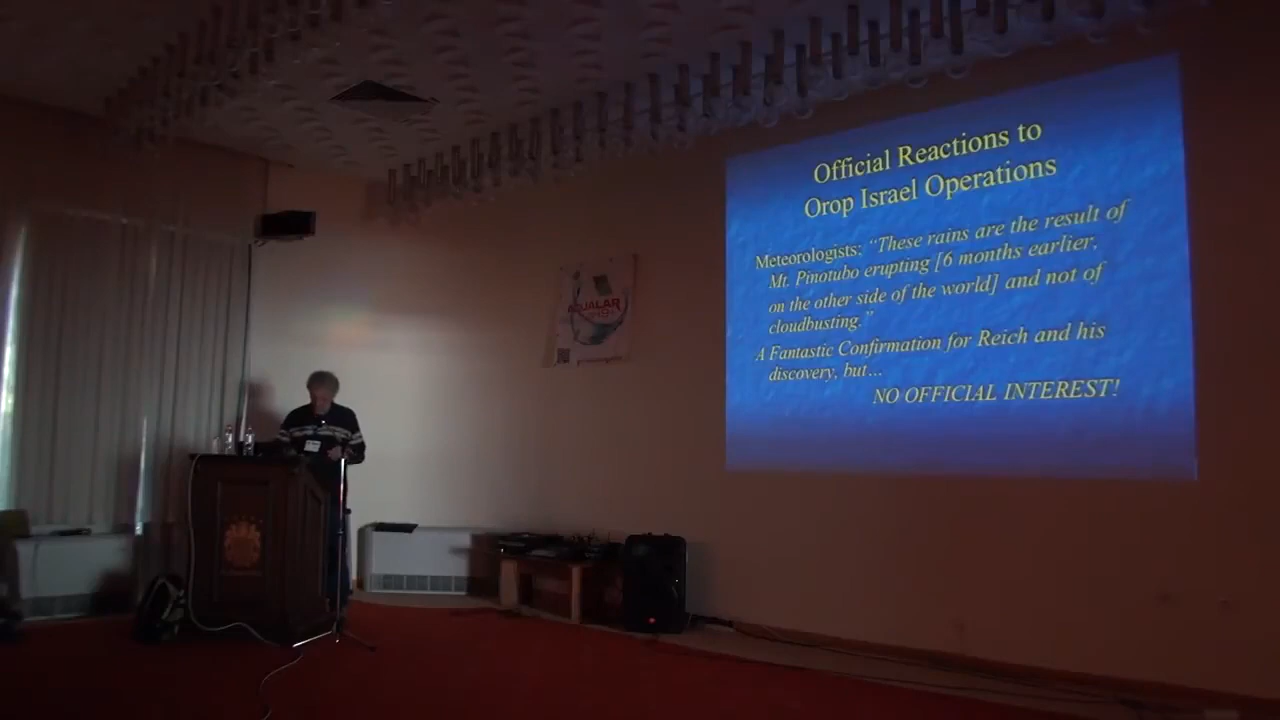 Official Reactions to
Orop Israel Operations
Meteorologists: “These rains are the result of
Mt. Pinotubo erupting [6 months earlier,
on the other side of the world] and not of
cloudbusting.”
A Fantastic Confirmation for Reich and his
discovery, but...
NO OFFICIAL INTEREST!
AQUALAR